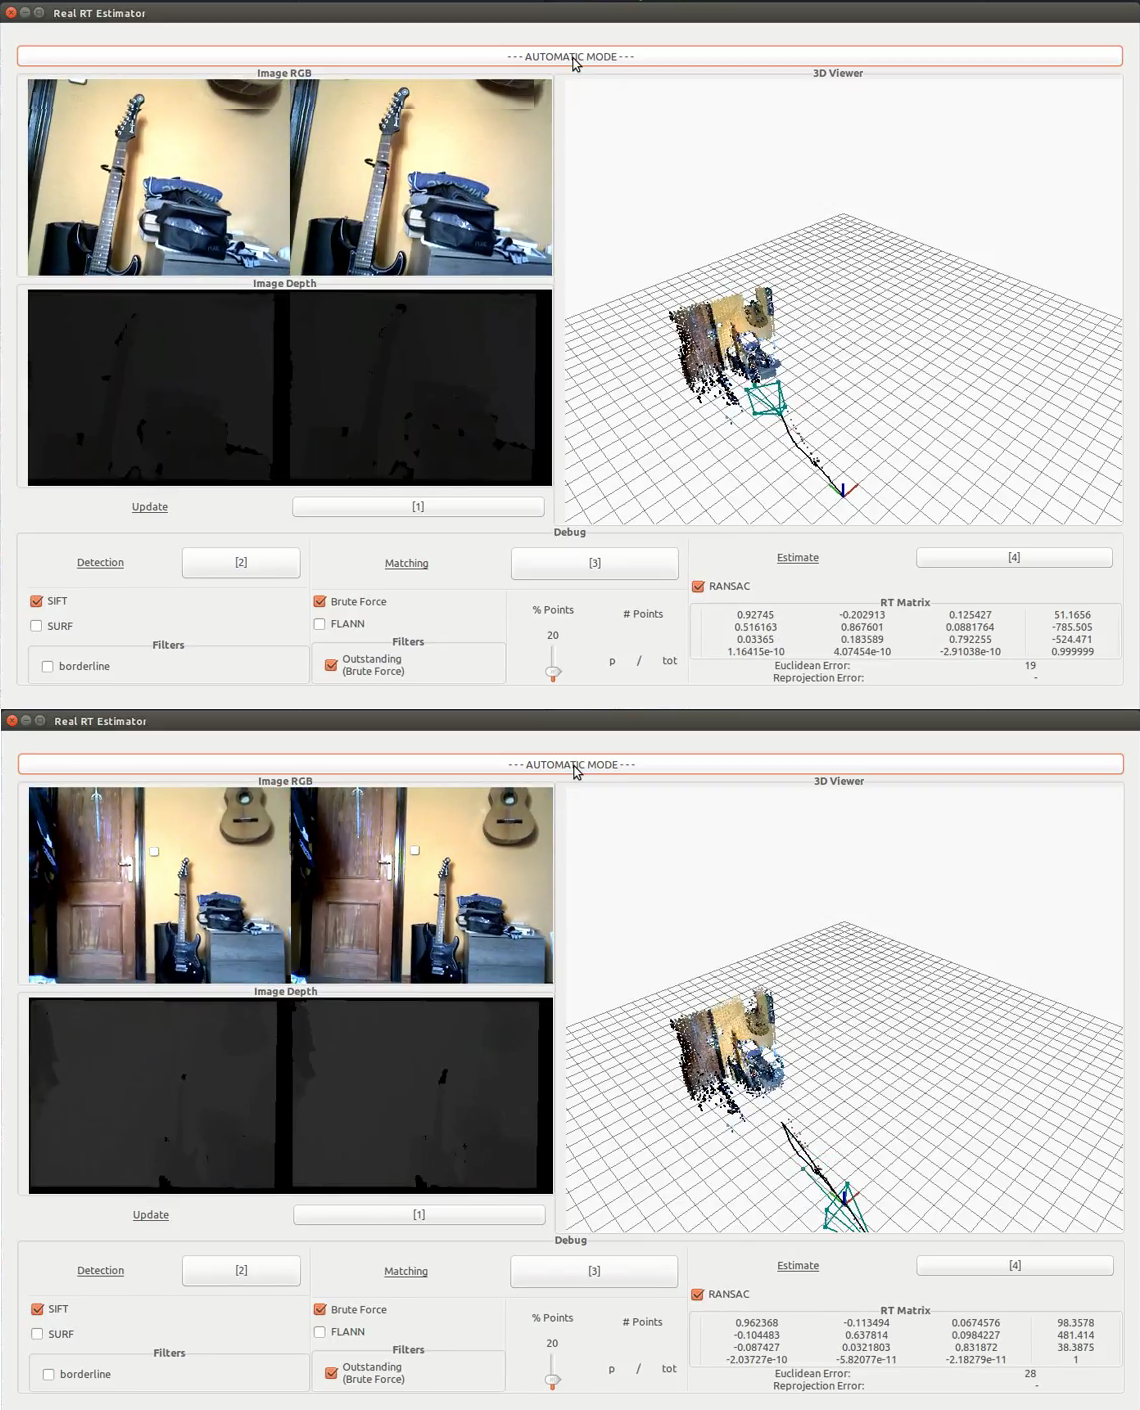 Real RT Estimator
--- AUTOMATIC MODE ---
Image RGB
3D Viewer
Image Depth
Update
[1]
Debug
Detection
[2]
Matching
[3]
Estimate
[4]
SIFT
SURF
Filters
borderline
Brute Force
FLANN
Filters
Outstanding
(Brute Force)
% Points
# Points
20
p / tot
RANSAC
RT Matrix
0.92745 -0.202913 0.125427 51.1656
0.516163 0.867601 0.0881764 -785.505
0.03365 0.183589 0.792255 -524.471
1.16415e-10 4.07454e-10 -2.91038e-10 0.999999
Euclidean Error: 19
Reprojection Error: -
Real RT Estimator
--- AUTOMATIC MODE ---
Image RGB
3D Viewer
Image Depth
Update
[1]
Debug
Detection
[2]
Matching
[3]
Estimate
[4]
SIFT
SURF
Filters
borderline
Brute Force
FLANN
Filters
Outstanding
(Brute Force)
% Points
# Points
20
p / tot
RANSAC
RT Matrix
0.962368 -0.113494 0.0674576 98.3578
-0.104483 0.637814 0.0984227 481.414
-0.087427 0.0321803 0.831872 38.3875
-2.03727e-10 -5.82077e-11 -2.18279e-11 1
Euclidean Error: 28
Reprojection Error: -